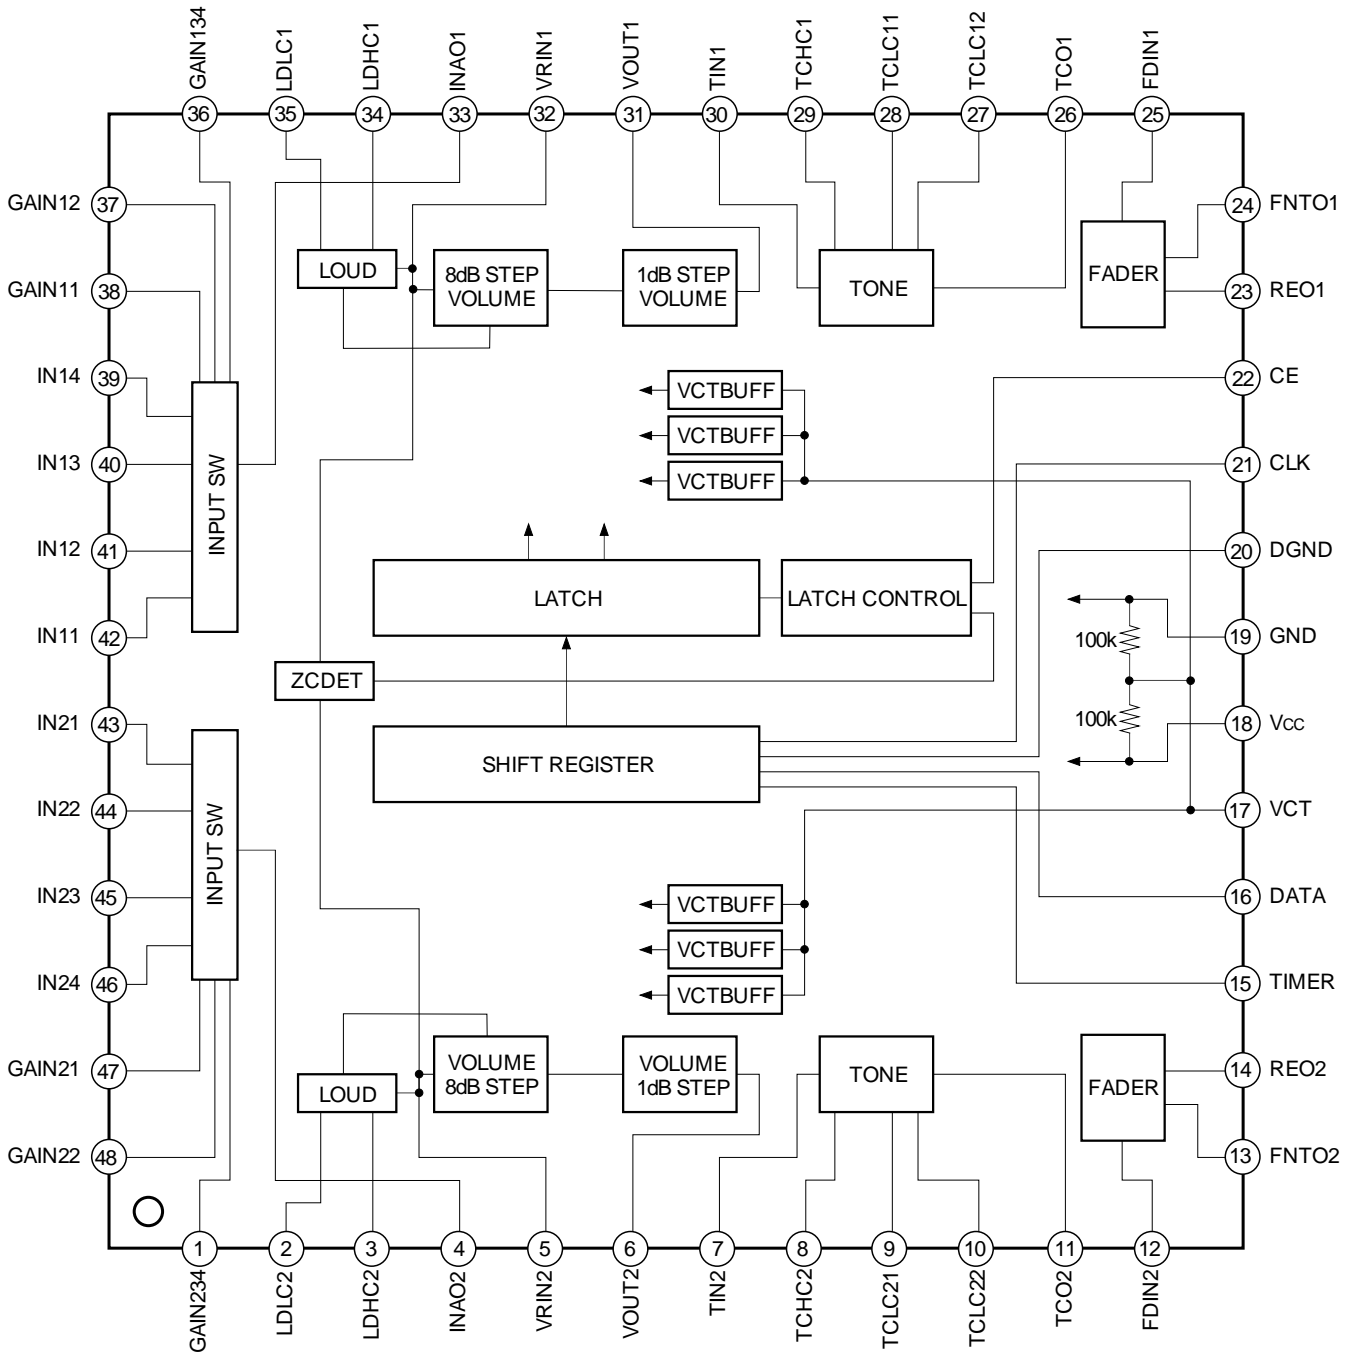 GAIN134
LDLC1
LDHC1
INAO1
VRIN1
VOUT1
TIN1
TCHC1
TCLC11
TCLC12
TCO1
FDIN1
36
35
34
33
32
31
30
29
28
27
26
25
GAIN12
37
24
FNTO1
GAIN11
38
23
REO1
LOUD
8dB STEP
VOLUME
1dB STEP
VOLUME
TONE
FADER
IN14
39
22
CE
VCTBUFF
VCTBUFF
VCTBUFF
IN13
40
21
CLK
INPUT SW
IN12
41
20
DGND
LATCH
LATCH CONTROL
IN11
42
100k
19
GND
ZCDET
IN21
43
100k
18
Vcc
SHIFT REGISTER
IN22
44
17
VCT
INPUT SW
IN23
45
16
DATA
VCTBUFF
VCTBUFF
VCTBUFF
IN24
46
15
TIMER
GAIN21
47
14
REO2
LOUD
VOLUME
8dB STEP
VOLUME
1dB STEP
TONE
FADER
GAIN22
48
13
FNTO2
1
2
3
4
5
6
7
8
9
10
11
12
GAIN234
LDLC2
LDHC2
INAO2
VRIN2
VOUT2
TIN2
TCHC2
TCLC21
TCLC22
TCO2
FDIN2